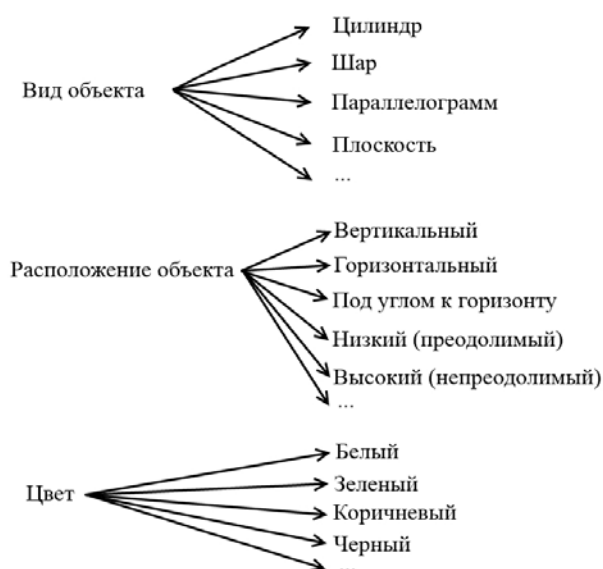 Вид объекта
Цилиндр
Шар
Параллелограмм
Плоскость
...
Расположение объекта
Вертикальный
Горизонтальный
Под углом к горизонту
Низкий (преодолимый)
Высокий (непреодолимый)
...
Цвет
Белый
Зеленый
Коричневый
Черный
...